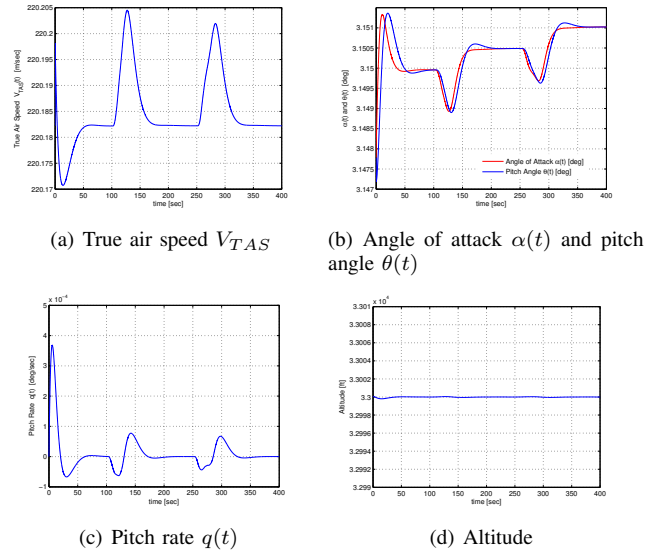 220.205
220.2
220.195
220.19
220.185
220.18
220.175
220.17
True Air Speed V_TAS(t) [m/sec]
0 50 100 150 200 250 300 350 400
time [sec]
(a) True air speed V_TAS
3.151
3.1505
3.15
3.1495
3.149
3.1485
3.148
3.1475
3.147
α(t) and θ(t) [deg]
Angle of Attack α(t) [deg]
Pitch Angle θ(t) [deg]
0 50 100 150 200 250 300 350 400
time [sec]
(b) Angle of attack α(t) and pitch
angle θ(t)
x 10^-4
5
4
3
2
1
0
−1
Pitch Rate q(t) [deg/sec]
0 50 100 150 200 250 300 350 400
time [sec]
(c) Pitch rate q(t)
x 10^4
3.301
3.3008
3.3006
3.3004
3.3002
3.3
3.2998
3.2996
3.2994
3.2992
3.299
Altitude [ft]
0 50 100 150 200 250 300 350 400
time [sec]
(d) Altitude